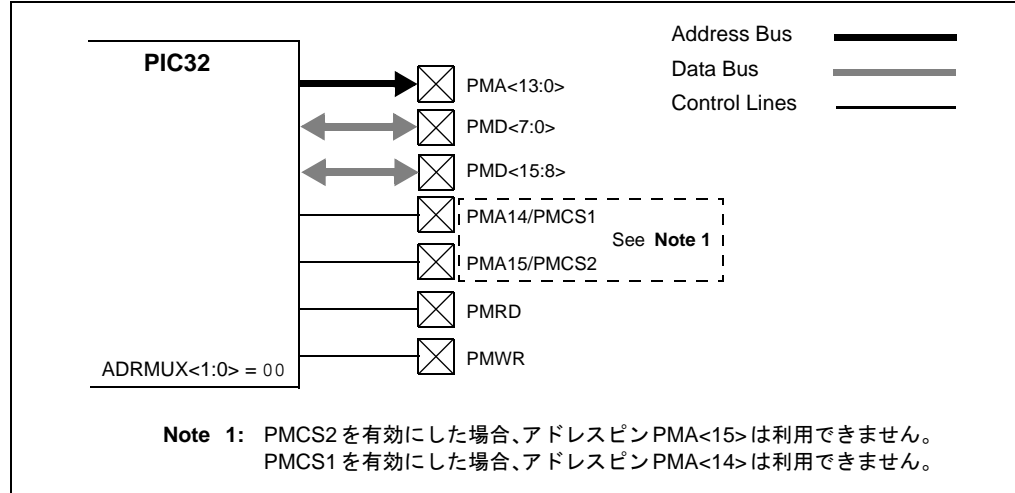 PIC32
Address Bus
Data Bus
Control Lines
PMA<13:0>
PMD<7:0>
PMD<15:8>
PMA14/PMCS1
See Note 1
PMA15/PMCS2
PMRD
PMWR
ADRMUX<1:0> = 00
Note 1: PMCS2を有効にした場合、アドレスピンPMA<15>は利用できません。
PMCS1を有効にした場合、アドレスピンPMA<14>は利用できません。